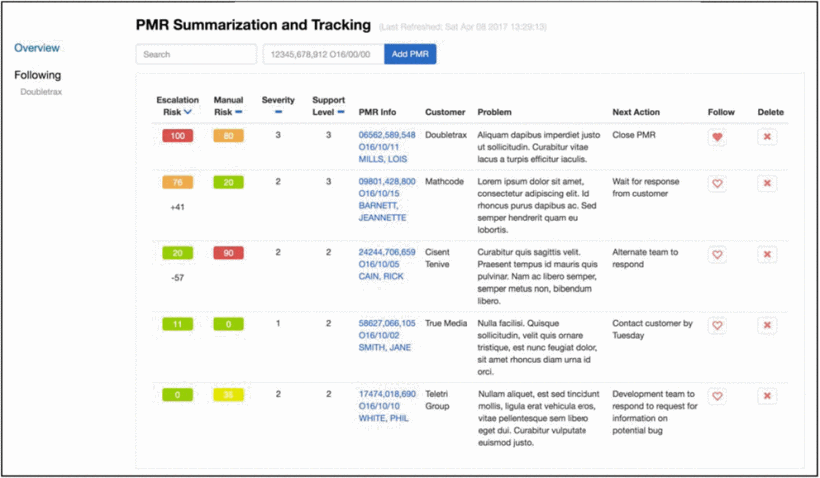 PMR Summarization and Tracking (Last Refreshed: Sat Apr 08 2017 13:29:13)
Overview
Following
Doubletrax
Search
12345,678,912 O16/00/00
Add PMR
Escalation Risk
Manual Risk
Severity
Support Level
PMR Info
Customer
Problem
Next Action
Follow
Delete
100
80
3
3
06562,589,548
O16/10/11
MILLS, LOIS
Doubletrax
Aliquam dapibus imperdiet justo
ut sollicitudin. Curabitur vitae
lacus a turpis efficitur iaculis.
Close PMR
76
+41
20
2
3
09801,428,800
O16/10/15
BARNETT,
JEANNETTE
Mathcode
Lorem ipsum dolor sit amet,
consectetur adipiscing elit. Id
rhoncus purus dapibus ac. Sed
semper hendrerit quam eu
lobortis.
Wait for response
from customer
20
-57
90
2
2
24244,706,659
O16/10/05
CAIN, RICK
Cisent
Tenive
Curabitur quis sagittis velit.
Praesent tempus id mauris quis
pulvinar. Nam ac libero semper,
semper metus non, bibendum
libero.
Alternate team to
respond
11
0
1
2
58627,066,105
O16/10/02
SMITH, JANE
True Media
Nulla facilisi. Quisque
sollicitudin, velit quis ornare
tristique, est nunc feugiat dolor,
sit amet rhoncus diam urna id
orci.
Contact customer by
Tuesday
0
2
2
17474,018,690
O16/10/10
WHITE, PHIL
Teletri
Group
Nullam aliquet, est sed tincidunt
mollis, ligula erat vehicula eros,
vitae pellentesque sem libero
eget dui. Curabitur vulputate
euismod justo.
Development team to
respond to request for
information on
potential bug